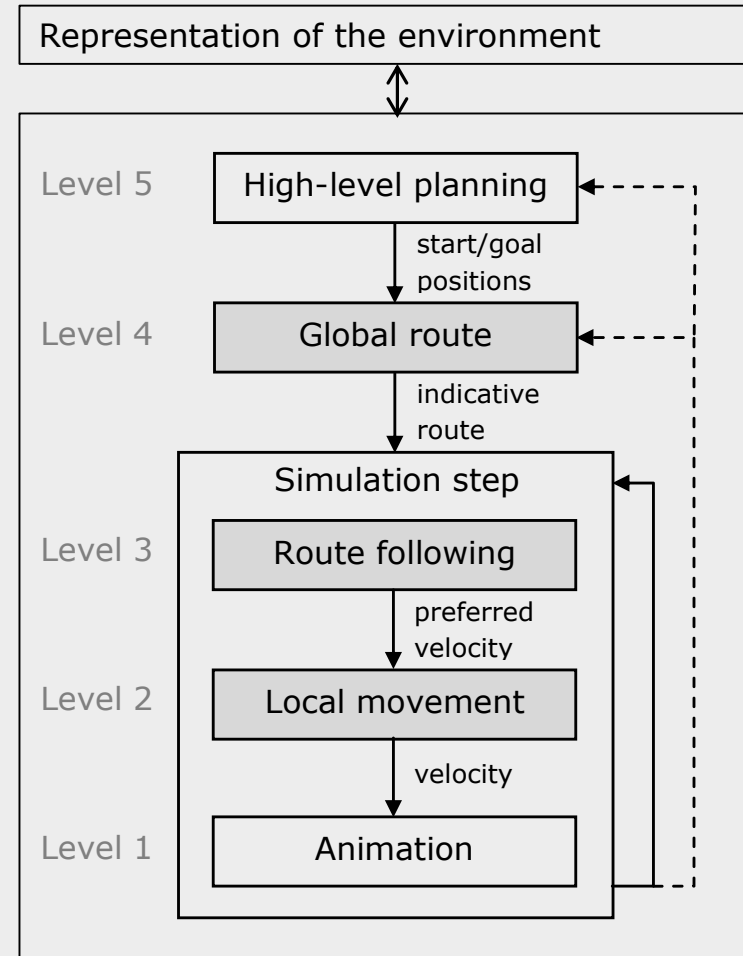 Representation of the environment
Level 5
High-level planning
start/goal
positions
Level 4
Global route
indicative
route
Simulation step
Level 3
Route following
preferred
velocity
Level 2
Local movement
velocity
Level 1
Animation